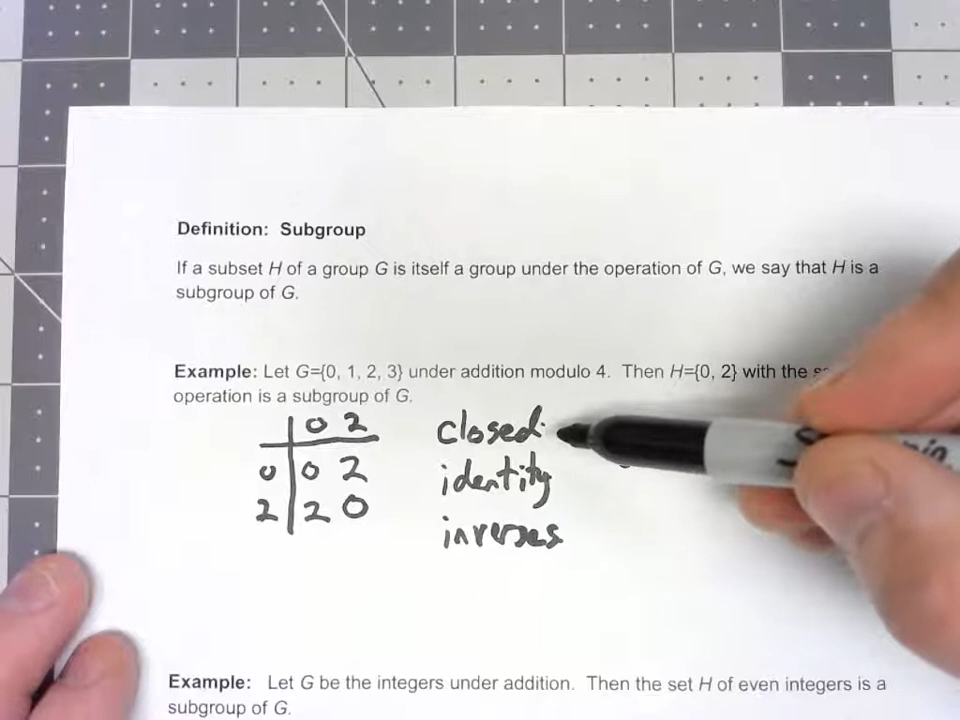 Definition: Subgroup
If a subset H of a group G is itself a group under the operation of G, we say that H is a
subgroup of G.
Example: Let G={0, 1, 2, 3} under addition modulo 4. Then H={0, 2} with the
operation is a subgroup of G.
0 2
0 0 2
2 2 0
closed
identity
inverses
Example: Let G be the integers under addition. Then the set H of even integers is a
subgroup of G.